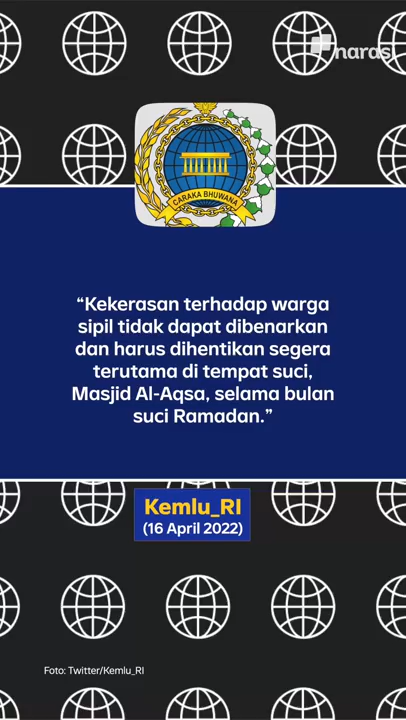 naras
CARAKA BHUWANA
“Kekerasan terhadap warga
sipil tidak dapat dibenarkan
dan harus dihentikan segera
terutama di tempat suci,
Masjid Al-Aqsa, selama bulan
suci Ramadan.”
Kemlu_RI
(16 April 2022)
Foto: Twitter/Kemlu_RI